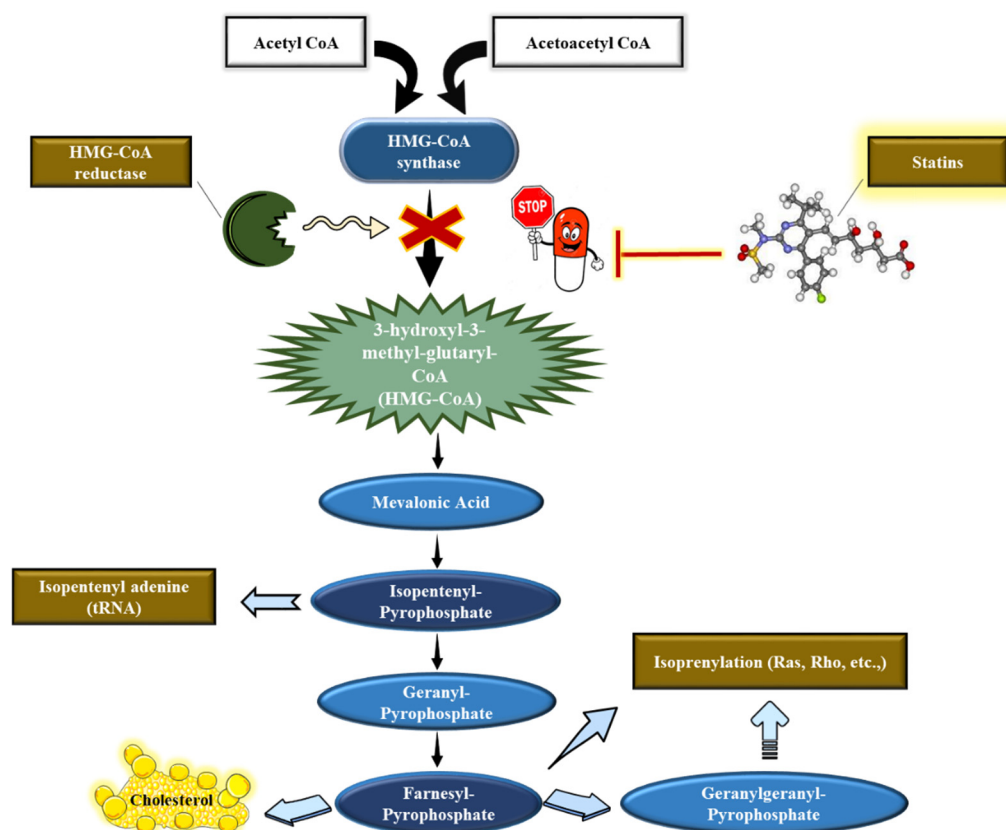 Acetyl CoA
Acetoacetyl CoA
HMG-CoA
synthase
HMG-CoA
reductase
Statins
STOP
3-hydroxyl-3-
methyl-glutaryl-
CoA
(HMG-CoA)
Mevalonic Acid
Isopentenyl adenine
(tRNA)
Isopentenyl-
Pyrophosphate
Isoprenylation (Ras, Rho, etc.,)
Geranyl-
Pyrophosphate
Cholesterol
Farnesyl-
Pyrophosphate
Geranylgeranyl-
Pyrophosphate